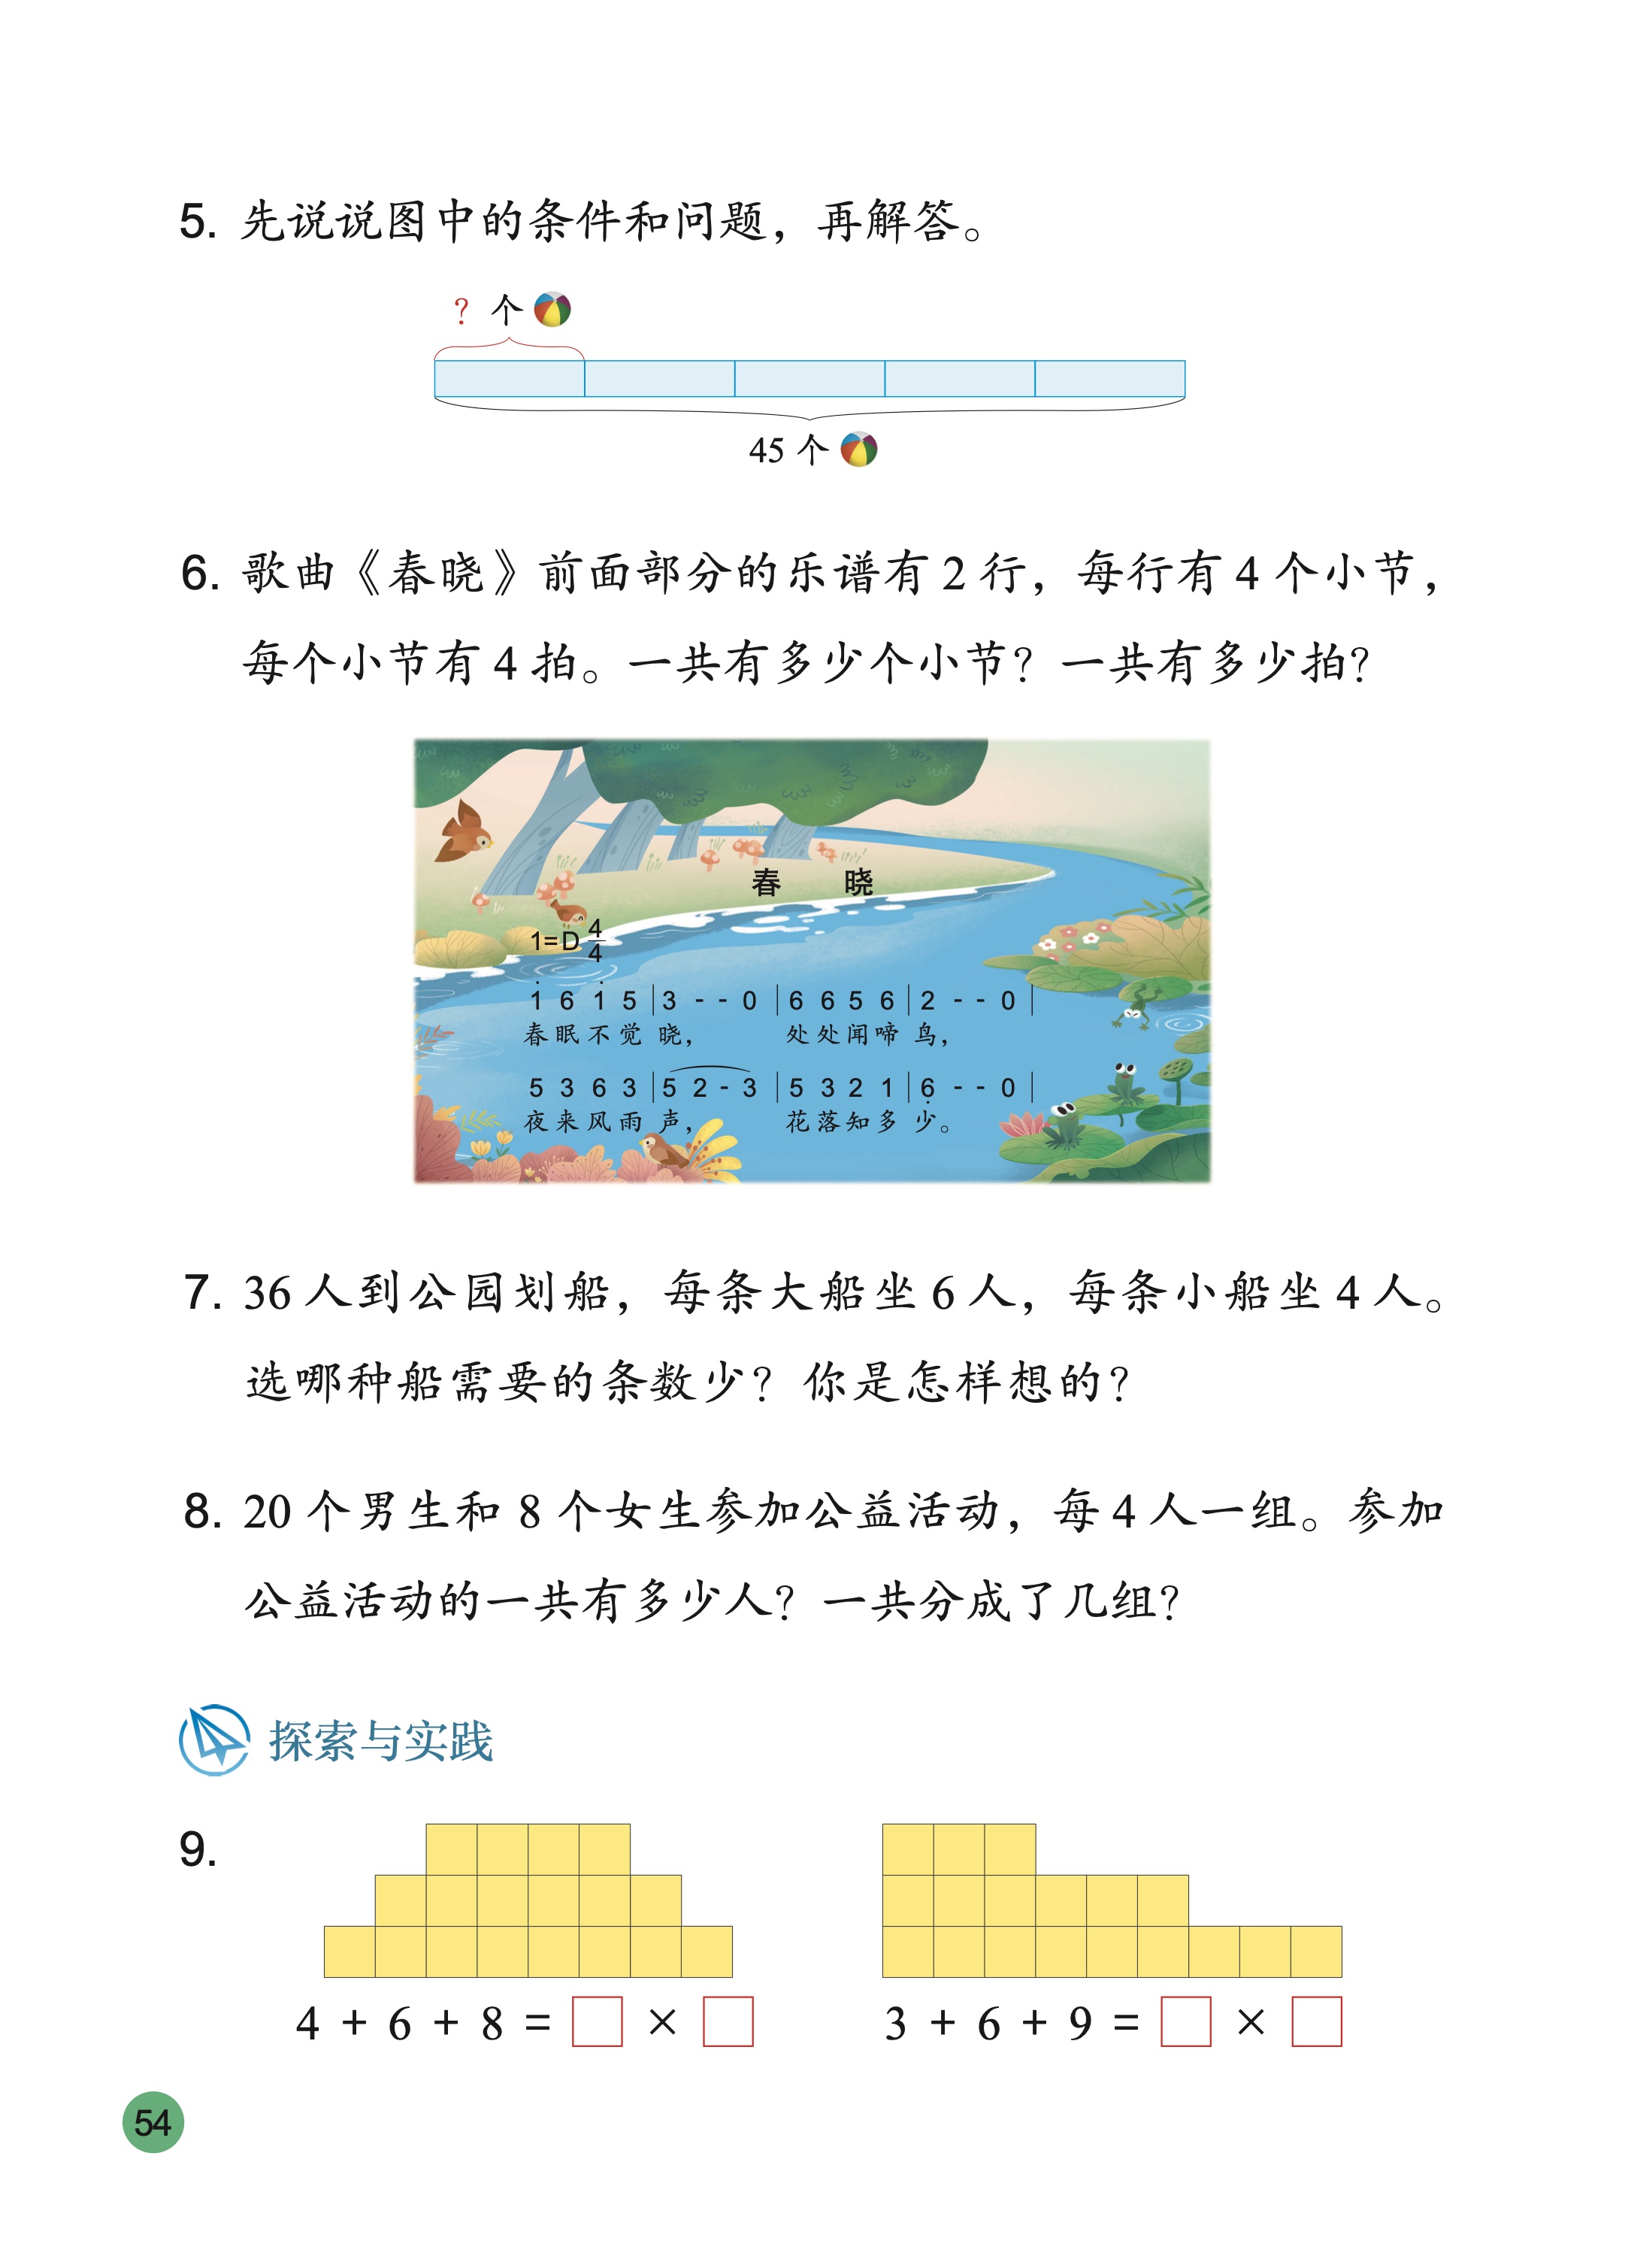 5. 先说说图中的条件和问题，再解答。
? 个
45 个
6. 歌曲《春晓》前面部分的乐谱有 2 行，每行有 4 个小节，
每个小节有 4 拍。一共有多少个小节？一共有多少拍？
春 晓
1=D 4/4
1̇ 6 1̇ 5 | 3 - - 0 | 6 6 5 6 | 2 - - 0 |
春眠不觉 晓， 处处闻啼 鸟，
5 3 6 3 | 5 2 - 3 | 5 3 2 1 | 6̣ - - 0 |
夜来风雨 声， 花落知多 少。
7. 36 人到公园划船，每条大船坐 6 人，每条小船坐 4 人。
选哪种船需要的条数少？你是怎样想的？
8. 20 个男生和 8 个女生参加公益活动，每 4 人一组。参加
公益活动的一共有多少人？一共分成了几组？
探索与实践
9.
4 + 6 + 8 = □ × □
3 + 6 + 9 = □ × □
54